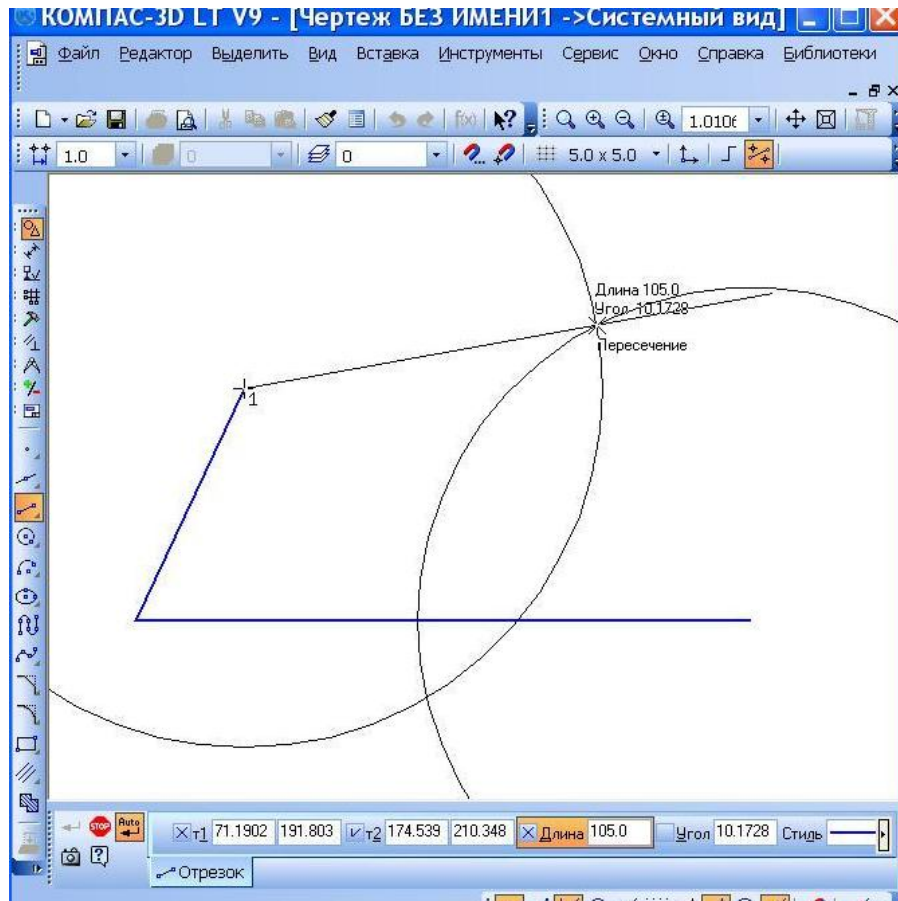 КОМПАС-3D LT V9 - [Чертеж БЕЗ ИМЕНИ1 ->Системный вид]
Файл Редактор Выделить Вид Вставка Инструменты Сервис Окно Справка Библиотеки
f(x) 1.0106
1.0 0 0 5.0 x 5.0
Длина 105.0
Угол 10.1728
Пересечение
1
STOP Auto т1 71.1902 191.803 т2 174.539 210.348 Длина 105.0 Угол 10.1728 Стиль
Отрезок